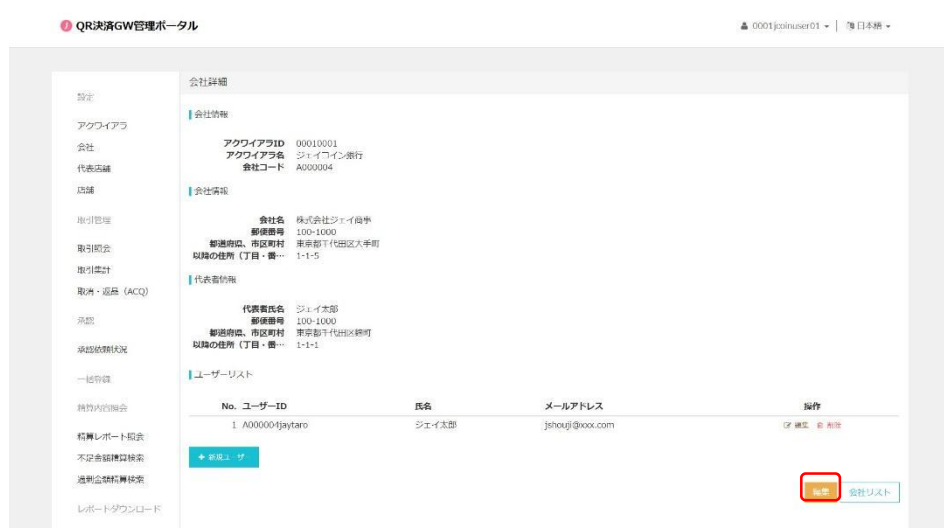 QR決済GW管理ポータル
0001jcoinuser01
日本語
会社詳細
設定
アクワイアラ
会社
代表店舗
店舗
取引管理
取引照会
取引集計
取消・返品（ACQ）
承認
承認依頼状況
一括登録
精算内容照会
精算レポート照会
不足金額精算検索
過剰金額精算検索
レポートダウンロード
会社情報
アクワイアラID 00010001
アクワイアラ名 ジェイコイン銀行
会社コード A000004
会社情報
会社名 株式会社ジェイ商事
郵便番号 100-1000
都道府県、市区町村 東京都千代田区大手町
以降の住所（丁目・番… 1-1-5
代表者情報
代表者氏名 ジェイ太郎
郵便番号 100-1000
都道府県、市区町村 東京都千代田区錦町
以降の住所（丁目・番… 1-1-1
ユーザーリスト
No. ユーザーID 氏名 メールアドレス 操作
1 A000004jaytaro ジェイ太郎 jshouji@xxx.com 編集 削除
+ 新規ユーザ
編集 会社リスト